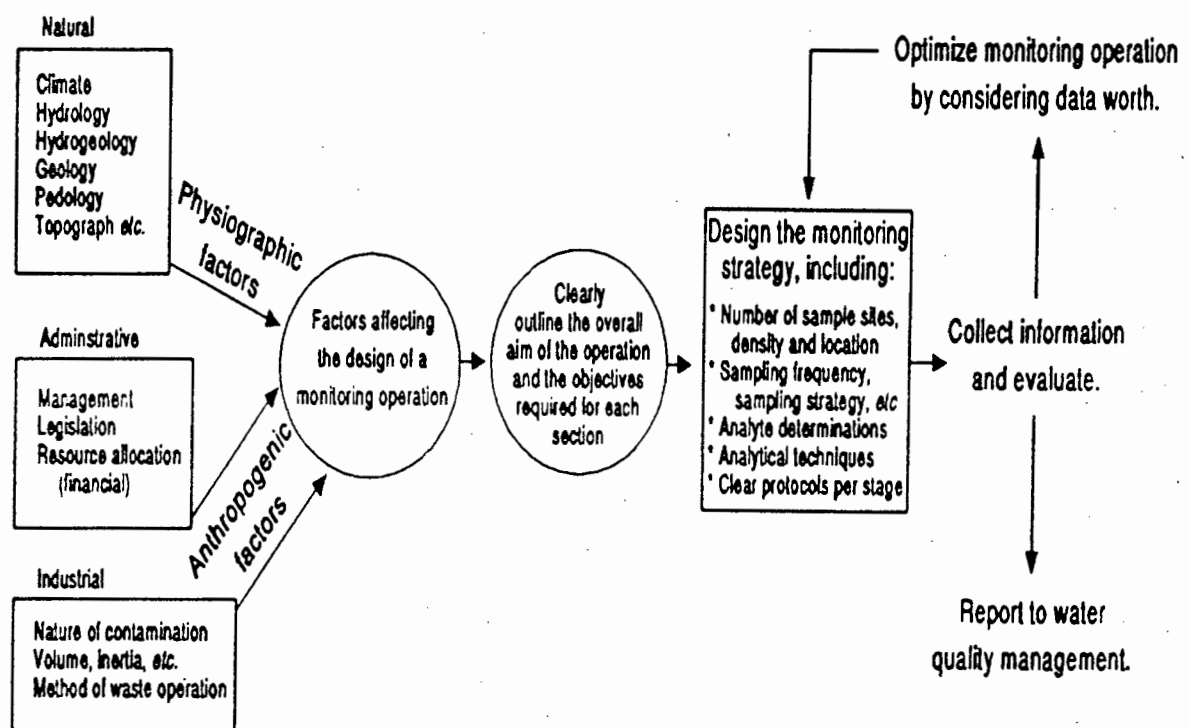 Natural
Climate
Hydrology
Hydrogeology
Geology
Pedology
Topograph etc.
Physiographic
factors
Adminstrative
Management
Legislation
Resource allocation
(financial)
Anthropogenic
factors
Industrial
Nature of contamination
Volume, inertia, etc.
Method of waste operation
Factors affecting
the design of a
monitoring operation
Clearly
outline the overall
aim of the operation
and the objectives
required for each
section
Design the monitoring
strategy, including:
* Number of sample sites,
density and location
* Sampling frequency,
sampling strategy, etc
* Analyte determinations
* Analytical techniques
* Clear protocols per stage
Optimize monitoring operation
by considering data worth.
Collect information
and evaluate.
Report to water
quality management.